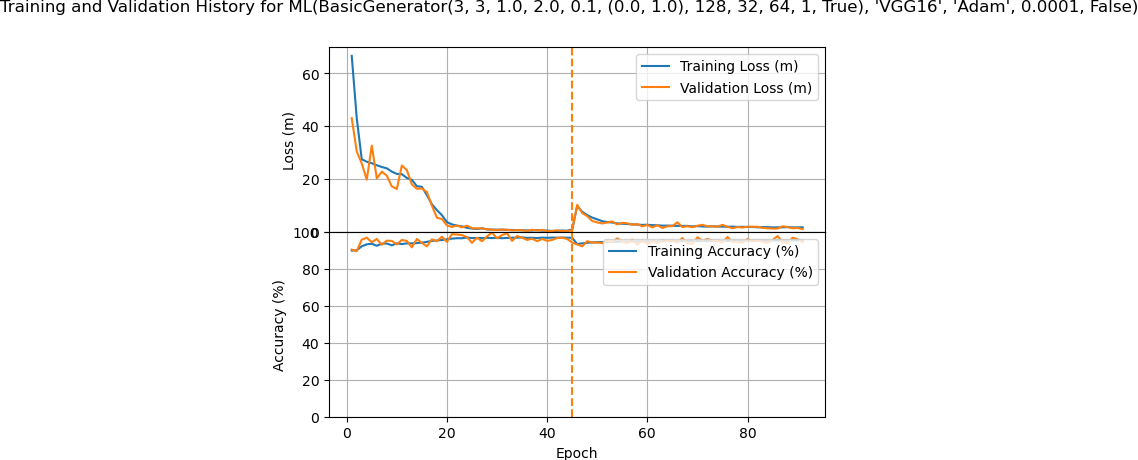 Training and Validation History for ML(BasicGenerator(3, 3, 1.0, 2.0, 0.1, (0.0, 1.0), 128, 32, 64, 1, True), 'VGG16', 'Adam', 0.0001, False)
Training Loss (m)
Validation Loss (m)
Loss (m)
60
40
20
0
Training Accuracy (%)
Validation Accuracy (%)
Accuracy (%)
100
80
60
40
20
0
0 20 40 60 80
Epoch